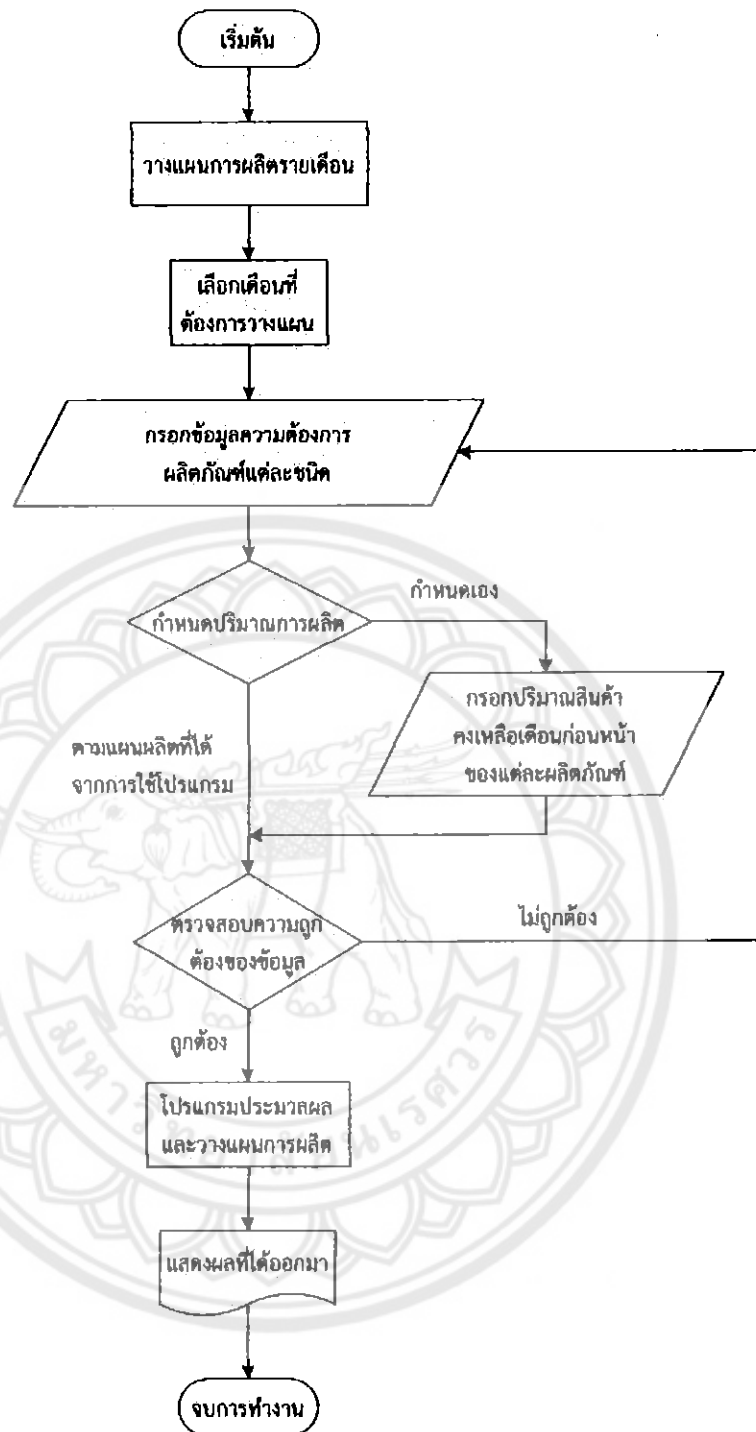 เริ่มต้น
วางแผนการผลิตรายเดือน
เลือกเดือนที่
ต้องการวางแผน
กรอกข้อมูลความต้องการ
ผลิตภัณฑ์แต่ละชนิด
กำหนดปริมาณการผลิต
กำหนดเอง
กรอกปริมาณสินค้า
คงเหลือเดือนก่อนหน้า
ของแต่ละผลิตภัณฑ์
ตามแผนผลิตที่ได้
จากการใช้โปรแกรม
ตรวจสอบความถูก
ต้องของข้อมูล
ไม่ถูกต้อง
ถูกต้อง
โปรแกรมประมวลผล
และวางแผนการผลิต
แสดงผลที่ได้ออกมา
จบการทำงาน